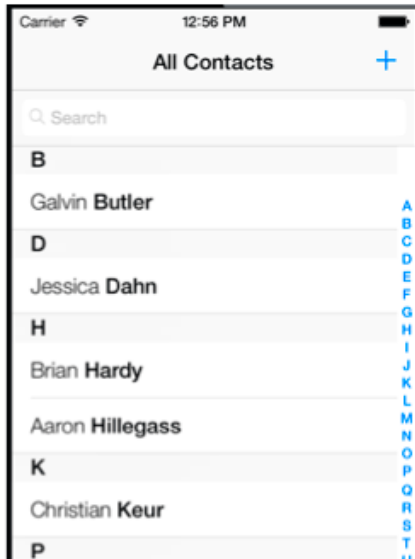 Carrier 12:56 PM
All Contacts +
Search
B
Galvin Butler
D
Jessica Dahn
H
Brian Hardy
Aaron Hillegass
K
Christian Keur
P
A
B
C
D
E
F
G
H
I
J
K
L
M
N
O
P
Q
R
S
T